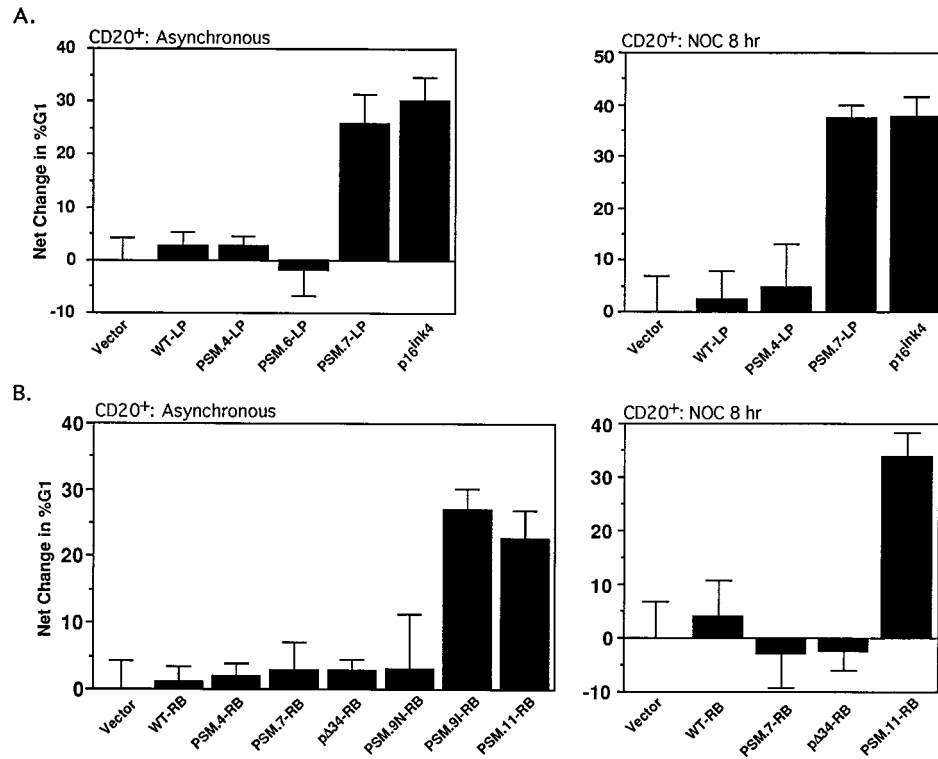 A.
CD20+: Asynchronous
Net Change in %G1
40
30
20
10
0
-10
Vector
WT-LP
PSM.4-LP
PSM.6-LP
PSM.7-LP
p16Ink4
CD20+: NOC 8 hr
50
40
30
20
10
0
Vector
WT-LP
PSM.4-LP
PSM.7-LP
p16Ink4
B.
CD20+: Asynchronous
Net Change in %G1
40
30
20
10
0
Vector
WT-RB
PSM.4-RB
PSM.7-RB
pΔ34-RB
PSM.9N-RB
PSM.9I-RB
PSM.11-RB
CD20+: NOC 8 hr
40
30
20
10
0
-10
Vector
WT-RB
PSM.7-RB
pΔ34-RB
PSM.11-RB